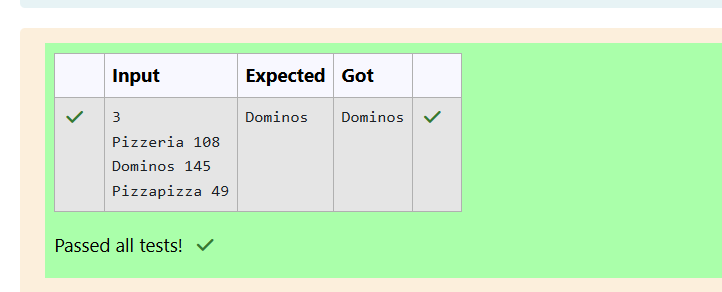 Input Expected Got
3 Dominos Dominos
Pizzeria 108
Dominos 145
Pizzapizza 49
Passed all tests!